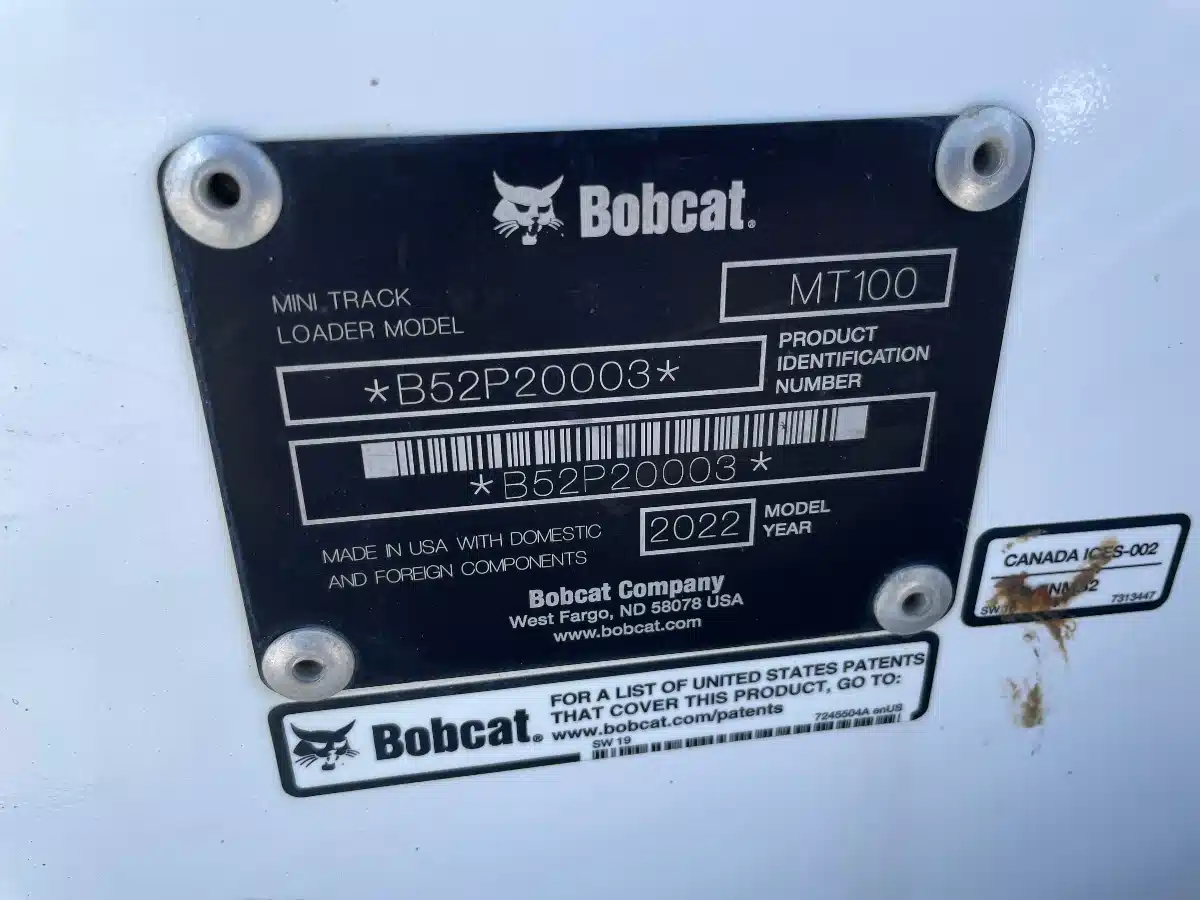 Bobcat®
MINI TRACK
LOADER MODEL
MT100
*B52P20003*
PRODUCT
IDENTIFICATION
NUMBER
*B52P20003*
MADE IN USA WITH DOMESTIC
AND FOREIGN COMPONENTS
2022
MODEL
YEAR
Bobcat Company
West Fargo, ND 58078 USA
www.bobcat.com
CANADA ICES-002
SW
7313447
Bobcat®
FOR A LIST OF UNITED STATES PATENTS
THAT COVER THIS PRODUCT, GO TO:
www.bobcat.com/patents
7245504A enUS
SW 19